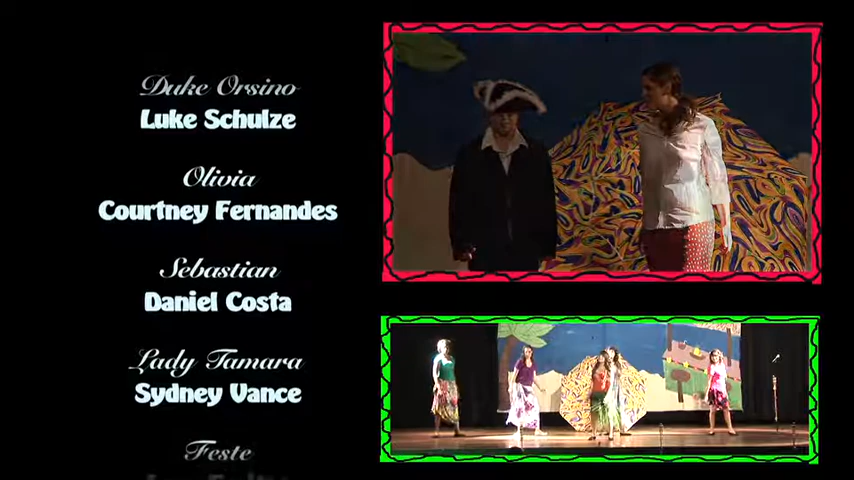 Duke Orsino
Luke Schulze
Olivia
Courtney Fernandes
Sebastian
Daniel Costa
Lady Tamara
Sydney Vance
Feste